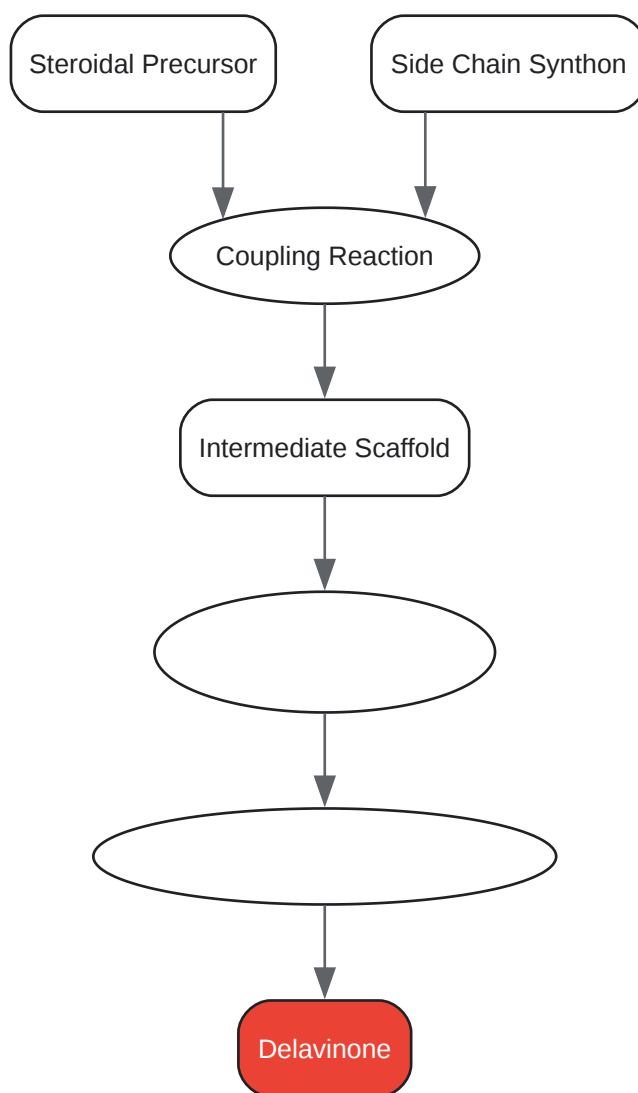 Steroidal Precursor
Side Chain Synthon
Coupling Reaction
Intermediate Scaffold
Delavinone